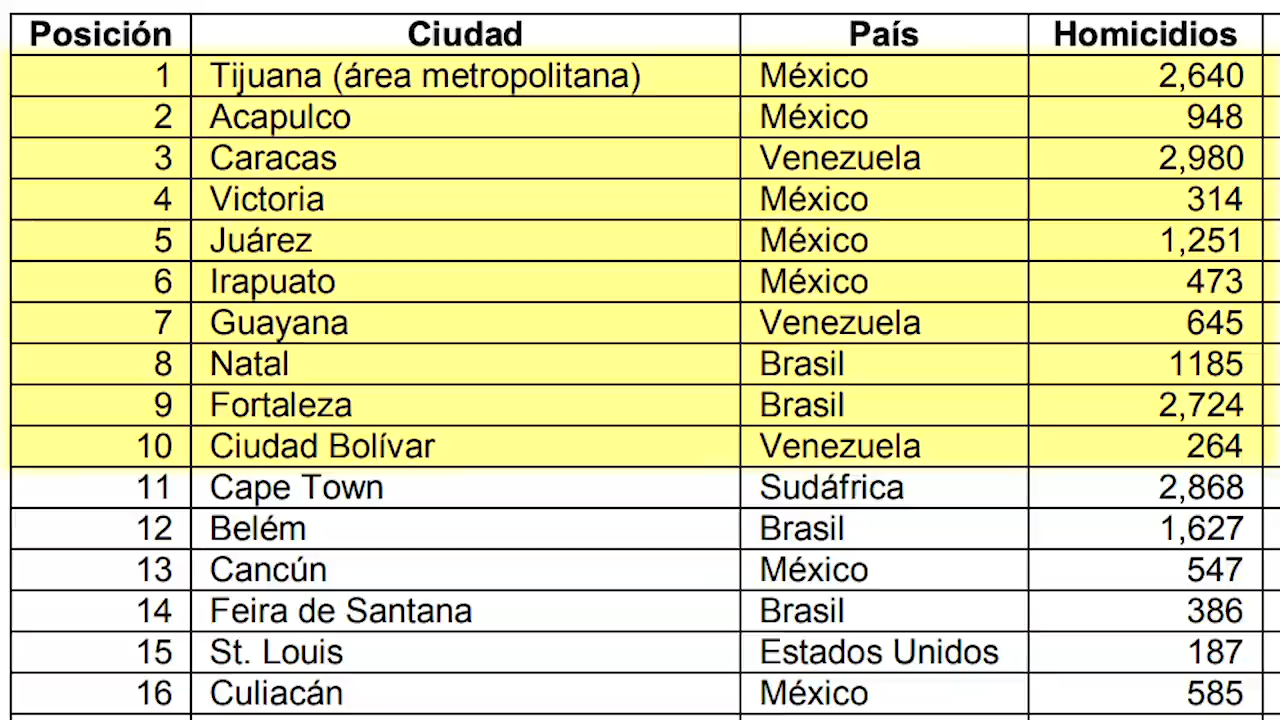 Posición Ciudad País Homicidios
1 Tijuana (área metropolitana) México 2,640
2 Acapulco México 948
3 Caracas Venezuela 2,980
4 Victoria México 314
5 Juárez México 1,251
6 Irapuato México 473
7 Guayana Venezuela 645
8 Natal Brasil 1185
9 Fortaleza Brasil 2,724
10 Ciudad Bolívar Venezuela 264
11 Cape Town Sudáfrica 2,868
12 Belém Brasil 1,627
13 Cancún México 547
14 Feira de Santana Brasil 386
15 St. Louis Estados Unidos 187
16 Culiacán México 585